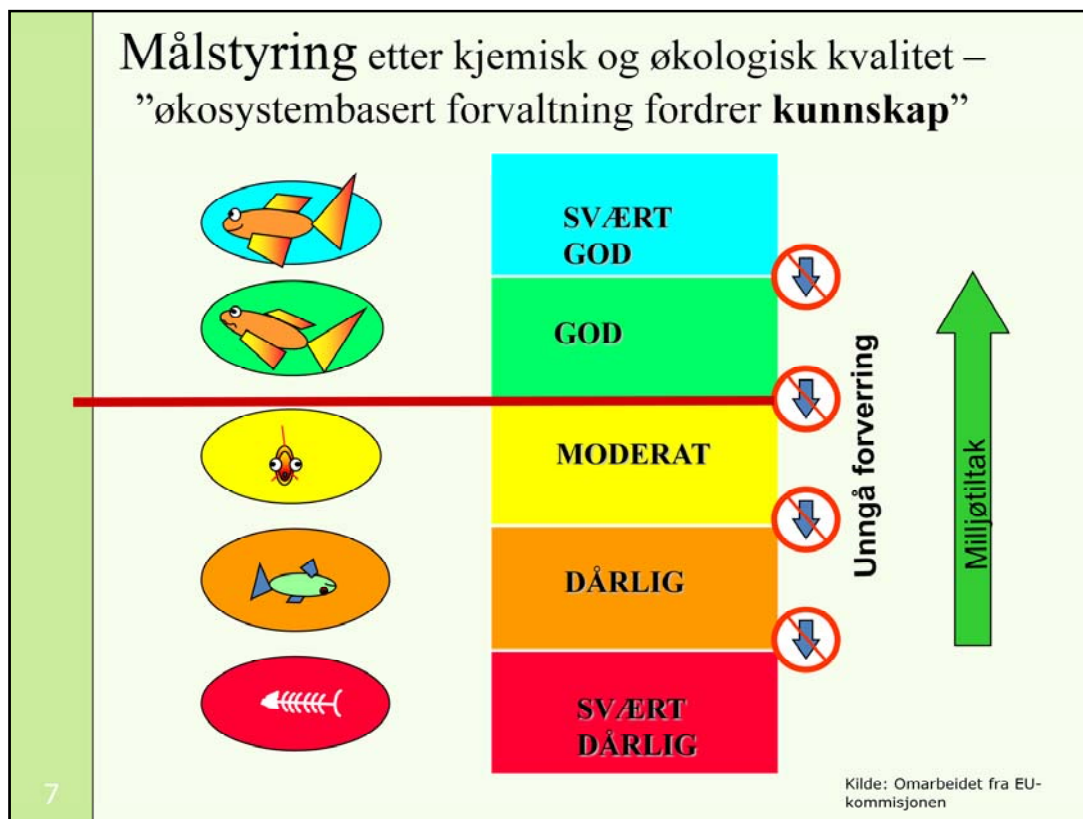 Målstyring etter kjemisk og økologisk kvalitet –
”økosystembasert forvaltning fordrer kunnskap”
SVÆRT
GOD
GOD
MODERAT
DÅRLIG
SVÆRT
DÅRLIG
Unngå forverring
Milljøtiltak
7
Kilde: Omarbeidet fra EU-
kommisjonen